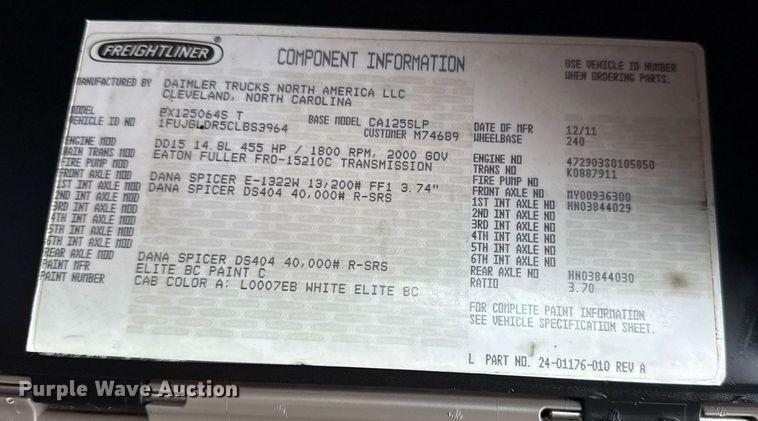 FREIGHTLINER ®
COMPONENT INFORMATION
USE VEHICLE ID NUMBER
WHEN ORDERING PARTS.
MANUFACTURED BY DAIMLER TRUCKS NORTH AMERICA LLC
CLEVELAND, NORTH CAROLINA
MODEL BX125064S T BASE MODEL CA125SLP DATE OF MFR 12/11
VEHICLE ID NO 1FUJGLDR5CLBS3964 CUSTOMER M74689 WHEELBASE 240
ENGINE MOD DD15 14.8L 455 HP / 1800 RPM, 2000 GOV ENGINE NO 472903S0105850
MAIN TRANS MOD EATON FULLER FRO-15210C TRANSMISSION TRANS NO K0887911
FIRE PUMP MOD FIRE PUMP NO
FRONT AXLE MOD DANA SPICER E-1322W 13,200# FF1 3.74" FRONT AXLE NO MY00936300
1ST INT AXLE MOD DANA SPICER DS404 40,000# R-SRS 1ST INT AXLE NO HN03844029
2ND INT AXLE MOD 2ND INT AXLE NO
3RD INT AXLE MOD 3RD INT AXLE NO
4TH INT AXLE MOD 4TH INT AXLE NO
5TH INT AXLE MOD 5TH INT AXLE NO
6TH INT AXLE MOD 6TH INT AXLE NO
REAR AXLE MOD DANA SPICER DS404 40,000# R-SRS REAR AXLE NO HN03844030
PAINT MFR ELITE BC PAINT C RATIO 3.70
PAINT NUMBER CAB COLOR A: L0007EB WHITE ELITE BC
FOR COMPLETE PAINT INFORMATION
SEE VEHICLE SPECIFICATION SHEET.
L PART NO. 24-01176-010 REV A
Purple Wave Auction